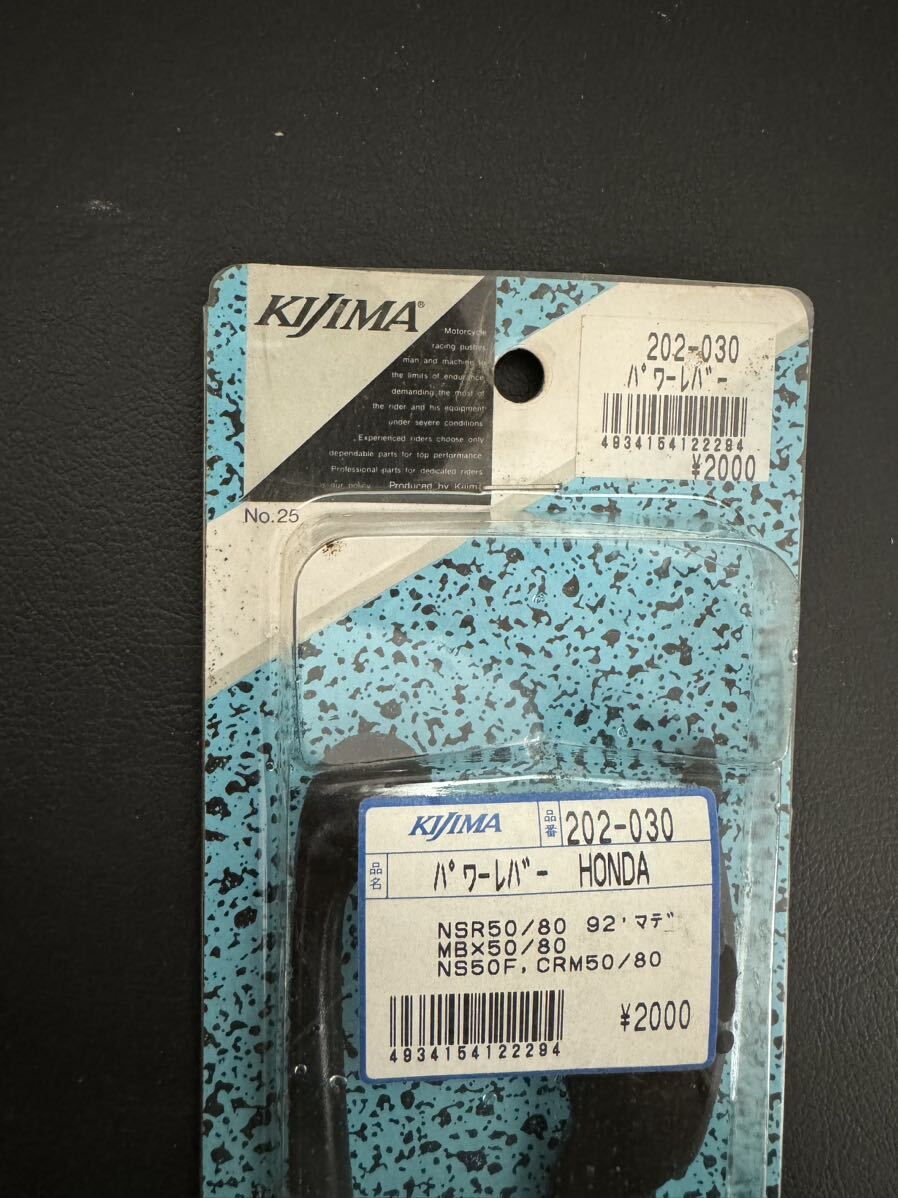 KIJIMA®
Motorcycle
racing pushes
man and machine to
the limits of endurance
demanding the most of
the rider and his equipment
under severe conditions
Experienced riders choose only
dependable parts for top performance
Professional parts for dedicated riders
is our policy. Produced by Kijima
No.25
202-030
ﾊﾟﾜｰﾚﾊﾞｰ
4934154122294
¥2000
KIJIMA 品番 202-030
品名 ﾊﾟﾜｰﾚﾊﾞｰ HONDA
NSR50/80 92'ﾏﾃﾞ
MBX50/80
NS50F,CRM50/80
¥2000
4934154122294